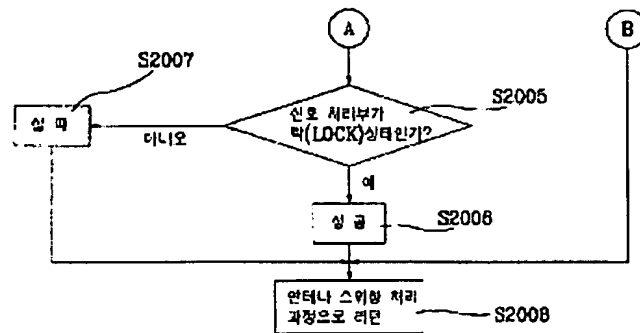 A
B
S2007
S2005
신호 처리부가
락(LOCK)상태인가?
실 패
아니오
예
성 공
S2006
안테나 스위칭 처리
과정으로 리턴
S2008